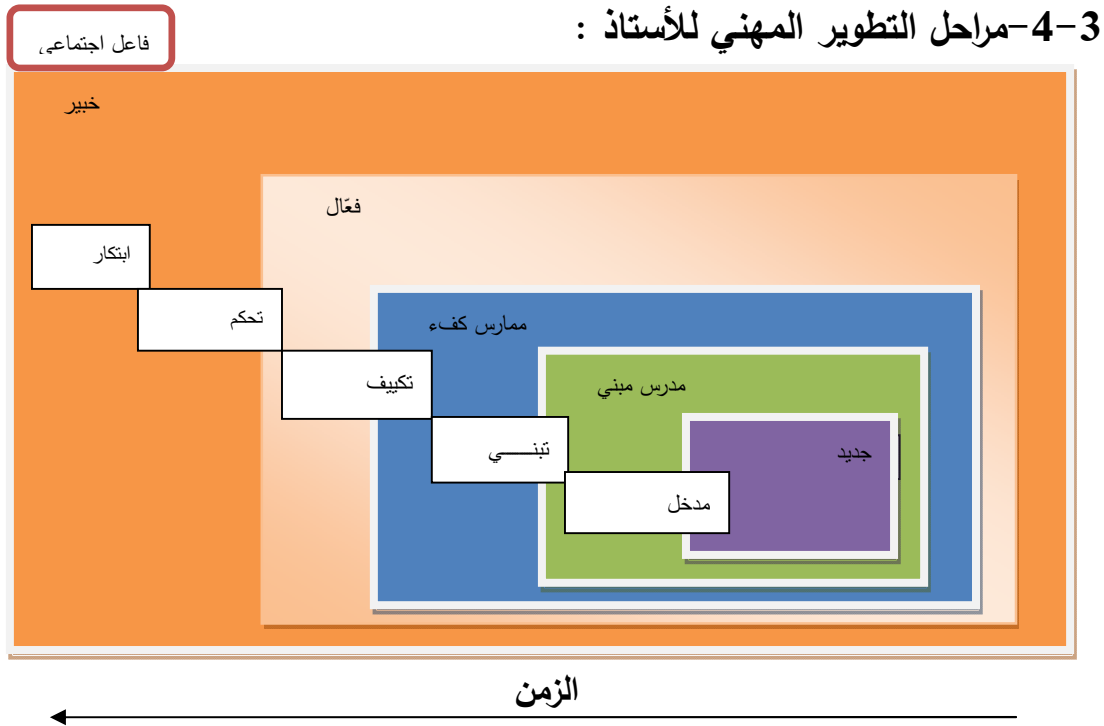 3-4-مراحل التطوير المهني للأستاذ :
فاعل اجتماعي
خبير
فعّال
ابتكار
تحكم
ممارس كفء
تكييف
مدرس مبني
تبنــــــي
جديد
مدخل
الزمن